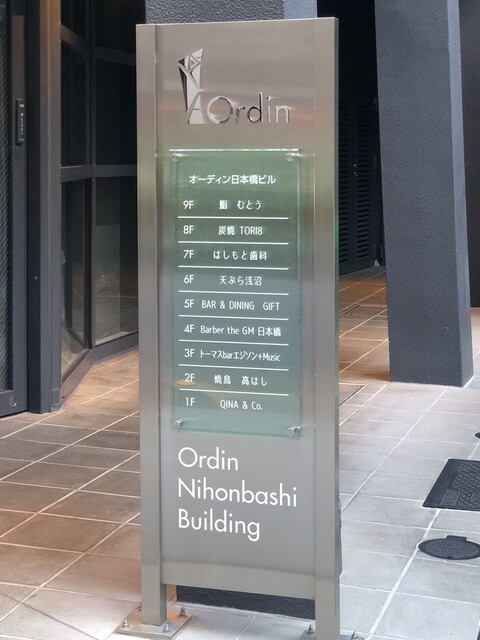 Ordin
オーディン日本橋ビル
9F 鮨 むとう
8F 炭焼 TORI8
7F はしもと歯科
6F 天ぷら浅沼
5F BAR & DINING GIFT
4F Barber the GM 日本橋
3F トーマスbarエジソン+Music
2F 焼鳥 髙はし
1F QINA & Co.
Ordin
Nihonbashi
Building